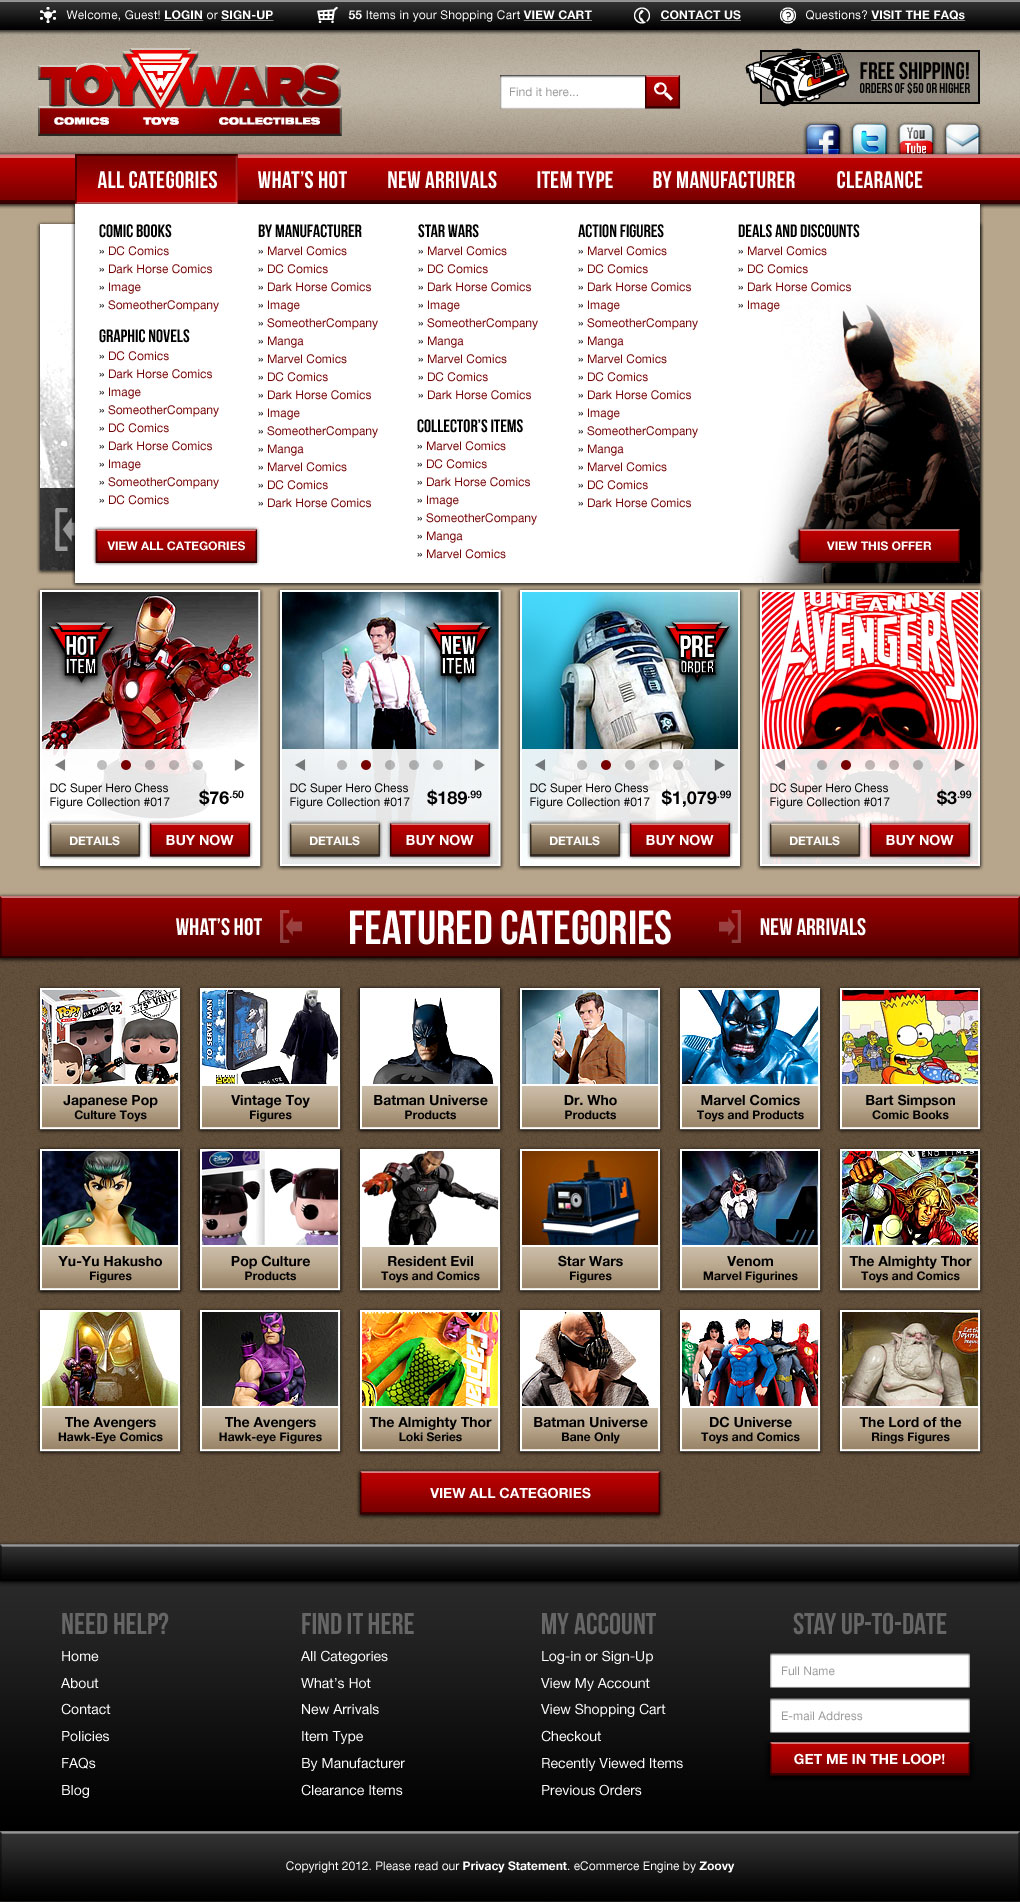 Welcome, Guest! LOGIN or SIGN-UP
55 Items in your Shopping Cart VIEW CART
CONTACT US
Questions? VISIT THE FAQs
TOY WARS
COMICS TOYS COLLECTIBLES
Find it here...
FREE SHIPPING!
ORDERS OF $50 OR HIGHER
f
t
You
Tube
ALL CATEGORIES
WHAT'S HOT
NEW ARRIVALS
ITEM TYPE
BY MANUFACTURER
CLEARANCE
COMIC BOOKS
» DC Comics
» Dark Horse Comics
» Image
» SomeotherCompany
GRAPHIC NOVELS
» DC Comics
» Dark Horse Comics
» Image
» SomeotherCompany
» DC Comics
» Dark Horse Comics
» Image
» SomeotherCompany
» DC Comics
VIEW ALL CATEGORIES
BY MANUFACTURER
» Marvel Comics
» DC Comics
» Dark Horse Comics
» Image
» SomeotherCompany
» Manga
» Marvel Comics
» DC Comics
» Dark Horse Comics
» Image
» SomeotherCompany
» Manga
» Marvel Comics
» DC Comics
» Dark Horse Comics
STAR WARS
» Marvel Comics
» DC Comics
» Dark Horse Comics
» Image
» SomeotherCompany
» Manga
» Marvel Comics
» DC Comics
» Dark Horse Comics
COLLECTOR'S ITEMS
» Marvel Comics
» DC Comics
» Dark Horse Comics
» Image
» SomeotherCompany
» Manga
» Marvel Comics
ACTION FIGURES
» Marvel Comics
» DC Comics
» Dark Horse Comics
» Image
» SomeotherCompany
» Manga
» Marvel Comics
» DC Comics
» Dark Horse Comics
» Image
» SomeotherCompany
» Manga
» Marvel Comics
» DC Comics
» Dark Horse Comics
DEALS AND DISCOUNTS
» Marvel Comics
» DC Comics
» Dark Horse Comics
» Image
VIEW THIS OFFER
HOT
ITEM
DC Super Hero Chess
Figure Collection #017
$76.50
DETAILS
BUY NOW
NEW
ITEM
DC Super Hero Chess
Figure Collection #017
$189.99
DETAILS
BUY NOW
PRE
ORDER
DC Super Hero Chess
Figure Collection #017
$1,079.99
DETAILS
BUY NOW
UNCANNY
AVENGERS
DC Super Hero Chess
Figure Collection #017
$3.99
DETAILS
BUY NOW
WHAT'S HOT
FEATURED CATEGORIES
NEW ARRIVALS
POP!
32
3.75" VINYL
Japanese Pop
Culture Toys
TO SERVE MAN
Vintage Toy
Figures
Batman Universe
Products
Dr. Who
Products
Marvel Comics
Toys and Products
Bart Simpson
Comic Books
Yu-Yu Hakusho
Figures
Disney
20
Pop Culture
Products
N7
Resident Evil
Toys and Comics
Star Wars
Figures
Venom
Marvel Figurines
END TIMES
The Almighty Thor
Toys and Comics
The Avengers
Hawk-Eye Comics
The Avengers
Hawk-eye Figures
The Almighty Thor
Loki Series
Batman Universe
Bane Only
DC Universe
Toys and Comics
The Lord of the
Rings Figures
VIEW ALL CATEGORIES
NEED HELP?
Home
About
Contact
Policies
FAQs
Blog
FIND IT HERE
All Categories
What's Hot
New Arrivals
Item Type
By Manufacturer
Clearance Items
MY ACCOUNT
Log-in or Sign-Up
View My Account
View Shopping Cart
Checkout
Recently Viewed Items
Previous Orders
STAY UP-TO-DATE
Full Name
E-mail Address
GET ME IN THE LOOP!
Copyright 2012. Please read our Privacy Statement. eCommerce Engine by Zoovy